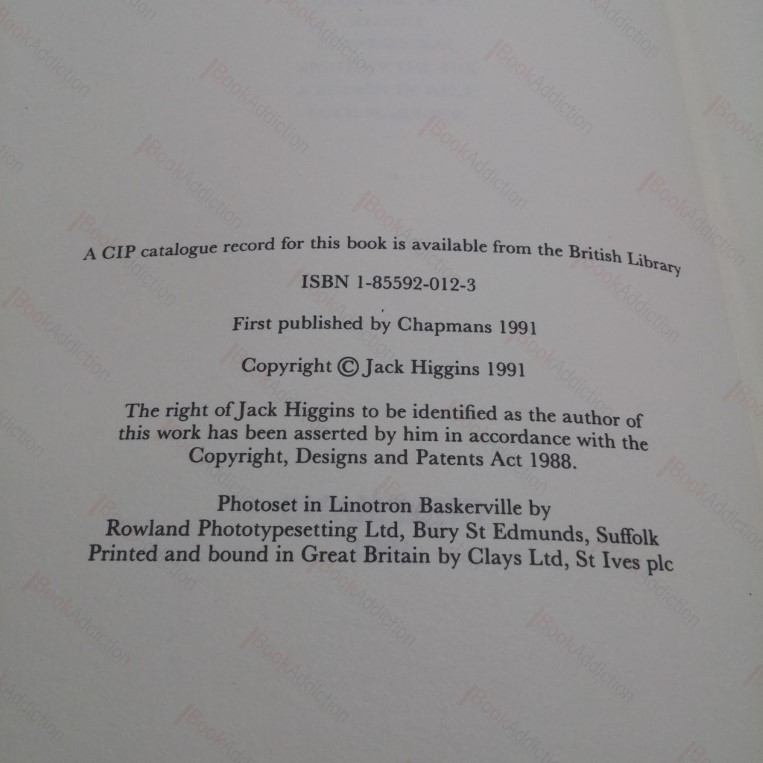 A CIP catalogue record for this book is available from the British Library
ISBN 1-85592-012-3
First published by Chapmans 1991
Copyright © Jack Higgins 1991
The right of Jack Higgins to be identified as the author of
this work has been asserted by him in accordance with the
Copyright, Designs and Patents Act 1988.
Photoset in Linotron Baskerville by
Rowland Phototypesetting Ltd, Bury St Edmunds, Suffolk
Printed and bound in Great Britain by Clays Ltd, St Ives plc
BookAddiction